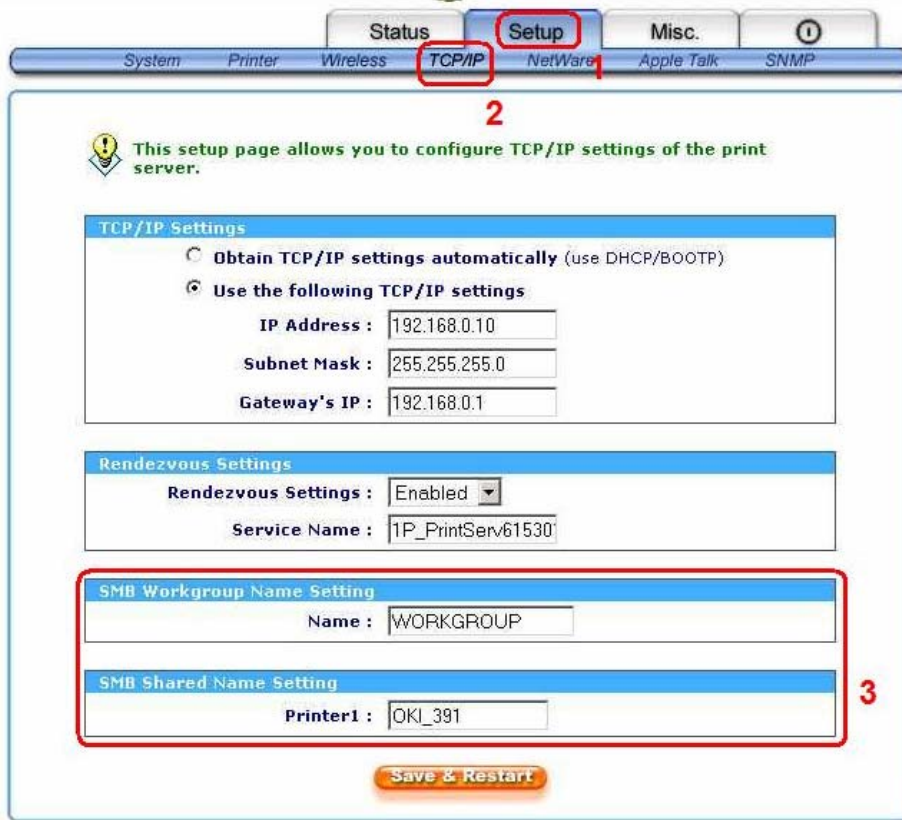 Status Setup Misc.
System Printer Wireless TCP/IP NetWare 1 Apple Talk SNMP
2
This setup page allows you to configure TCP/IP settings of the print
server.
TCP/IP Settings
Obtain TCP/IP settings automatically (use DHCP/BOOTP)
Use the following TCP/IP settings
IP Address : 192.168.0.10
Subnet Mask : 255.255.255.0
Gateway's IP : 192.168.0.1
Rendezvous Settings
Rendezvous Settings : Enabled
Service Name : 1P_PrintServ61530
SMB Workgroup Name Setting
Name : WORKGROUP
SMB Shared Name Setting
3
Printer1 : OKI_391
Save & Restart